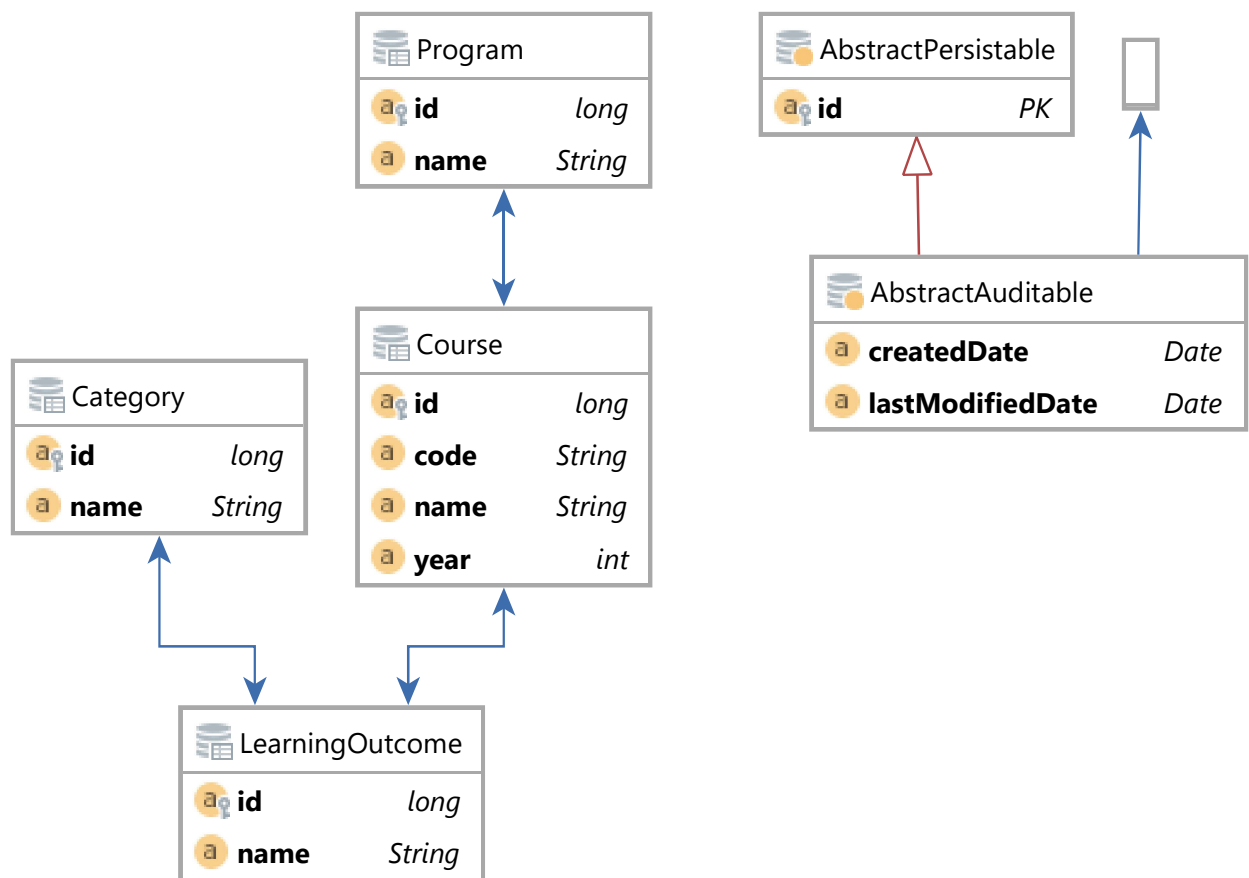 Program
id long
name String
AbstractPersistable
id PK
Course
id long
code String
name String
year int
AbstractAuditable
createdDate Date
lastModifiedDate Date
Category
id long
name String
LearningOutcome
id long
name String